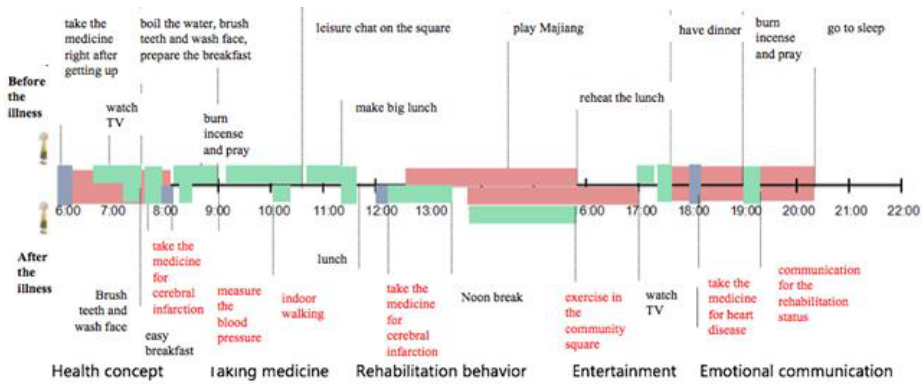 take the
medicine
right after
getting up
boil the water, brush
teeth and wash face,
prepare the breakfast
leisure chat on the square
play Majiang
have dinner
burn
incense
and pray
go to sleep
Before
the
illness
watch
TV
burn
incense
and pray
make big lunch
reheat the lunch
6:00
7:00
8:00
9:00
10:00
11:00
12:00
13:00
6:00
17:00
18:00
19:00
20:00
21:00
22:00
After
the
illness
Brush
teeth and
wash face
take the
medicine
for
cerebral
infarction
easy
breakfast
measure
the
blood
pressure
indoor
walking
lunch
take the
medicine
for
cerebral
infarction
Noon break
exercise in
the
community
square
watch
TV
take the
medicine
for heart
disease
communication
for the
rehabilitation
status
Health concept
Taking medicine
Rehabilitation behavior
Entertainment
Emotional communication